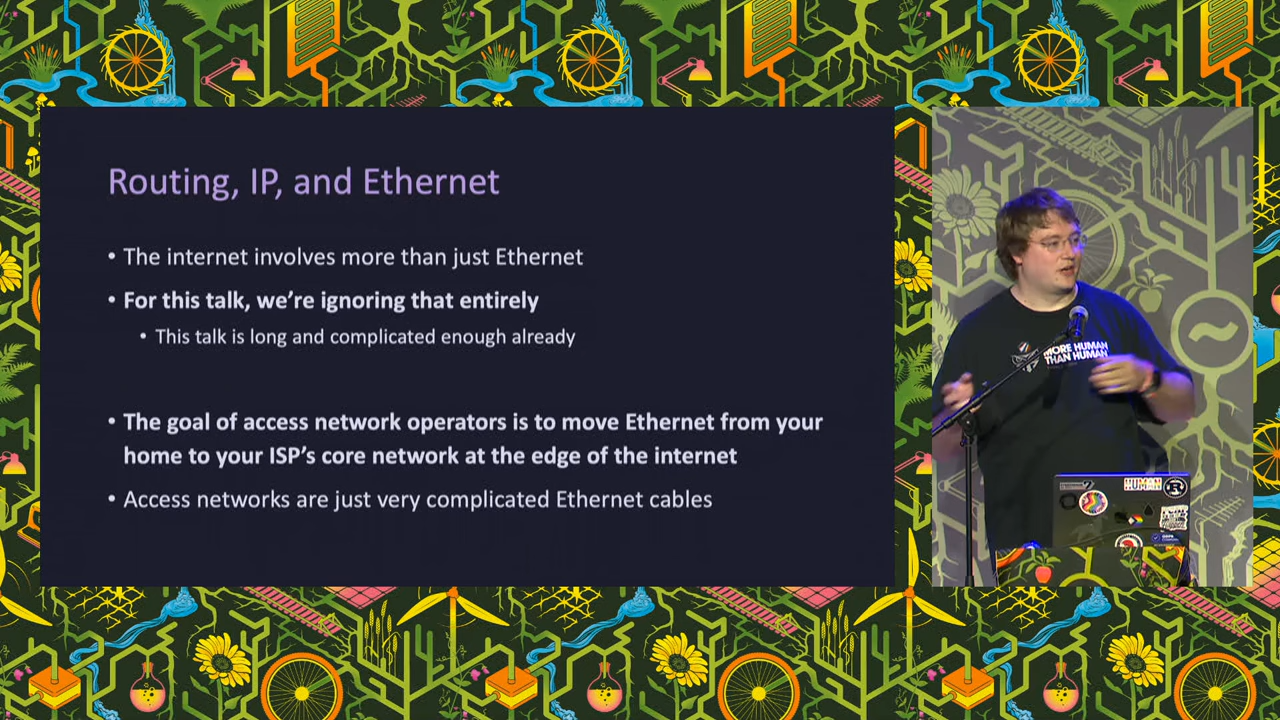 Routing, IP, and Ethernet
• The internet involves more than just Ethernet
• For this talk, we’re ignoring that entirely
• This talk is long and complicated enough already
• The goal of access network operators is to move Ethernet from your
home to your ISP’s core network at the edge of the internet
• Access networks are just very complicated Ethernet cables
MORE HUMAN
THAN HUMAN